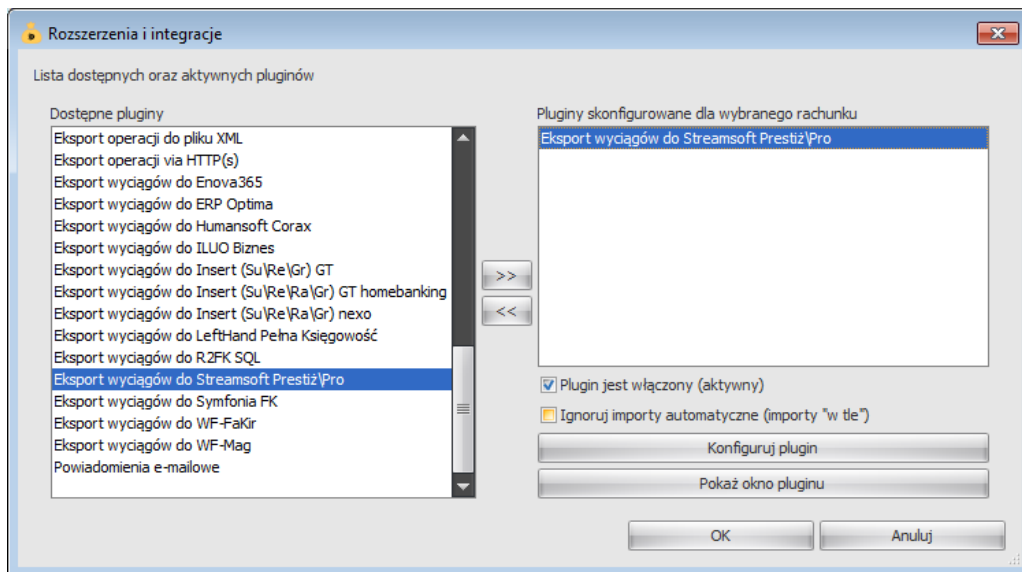 Rozszerzenia i integracje
Lista dostępnych oraz aktywnych pluginów
Dostępne pluginy
Eksport operacji do pliku XML
Eksport operacji via HTTP(s)
Eksport wyciągów do Enova365
Eksport wyciągów do ERP Optima
Eksport wyciągów do Humansoft Corax
Eksport wyciągów do ILUO Biznes
Eksport wyciągów do Insert (Su\Re\Gr) GT
Eksport wyciągów do Insert (Su\Re\Ra\Gr) GT homebanking
Eksport wyciągów do Insert (Su\Re\Ra\Gr) nexo
Eksport wyciągów do LeftHand Pełna Księgowość
Eksport wyciągów do R2FK SQL
Eksport wyciągów do Streamsoft Prestiż\Pro
Eksport wyciągów do Symfonia FK
Eksport wyciągów do WF-FaKir
Eksport wyciągów do WF-Mag
Powiadomienia e-mailowe
>>
<<
Pluginy skonfigurowane dla wybranego rachunku
Eksport wyciągów do Streamsoft Prestiż\Pro
Plugin jest włączony (aktywny)
Ignoruj importy automatyczne (importy "w tle")
Konfiguruj plugin
Pokaż okno pluginu
OK
Anuluj